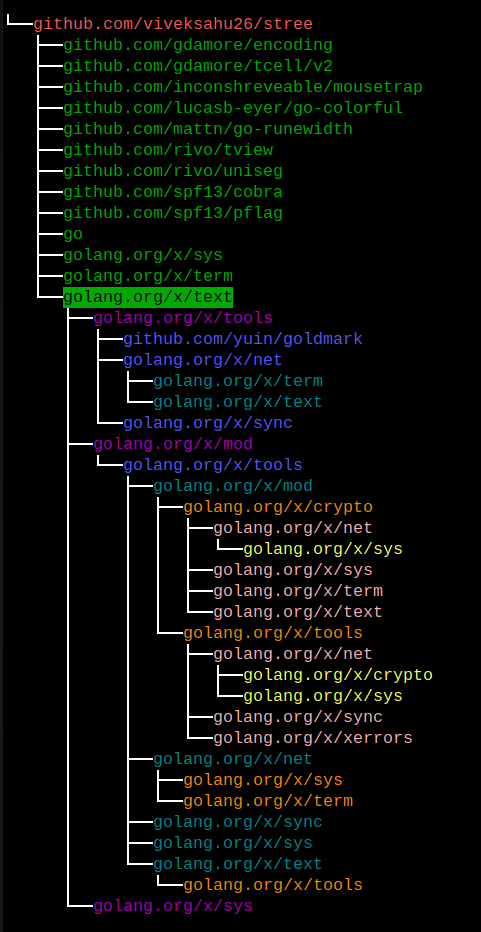 github.com/viveksahu26/stree
github.com/gdamore/encoding
github.com/gdamore/tcell/v2
github.com/inconshreveable/mousetrap
github.com/lucasb-eyer/go-colorful
github.com/mattn/go-runewidth
github.com/rivo/tview
github.com/rivo/uniseg
github.com/spf13/cobra
github.com/spf13/pflag
go
golang.org/x/sys
golang.org/x/term
golang.org/x/text
golang.org/x/tools
github.com/yuin/goldmark
golang.org/x/net
golang.org/x/term
golang.org/x/text
golang.org/x/sync
golang.org/x/mod
golang.org/x/tools
golang.org/x/mod
golang.org/x/crypto
golang.org/x/net
golang.org/x/sys
golang.org/x/sys
golang.org/x/term
golang.org/x/text
golang.org/x/tools
golang.org/x/net
golang.org/x/crypto
golang.org/x/sys
golang.org/x/sync
golang.org/x/xerrors
golang.org/x/net
golang.org/x/sys
golang.org/x/term
golang.org/x/sync
golang.org/x/sys
golang.org/x/text
golang.org/x/tools
golang.org/x/sys